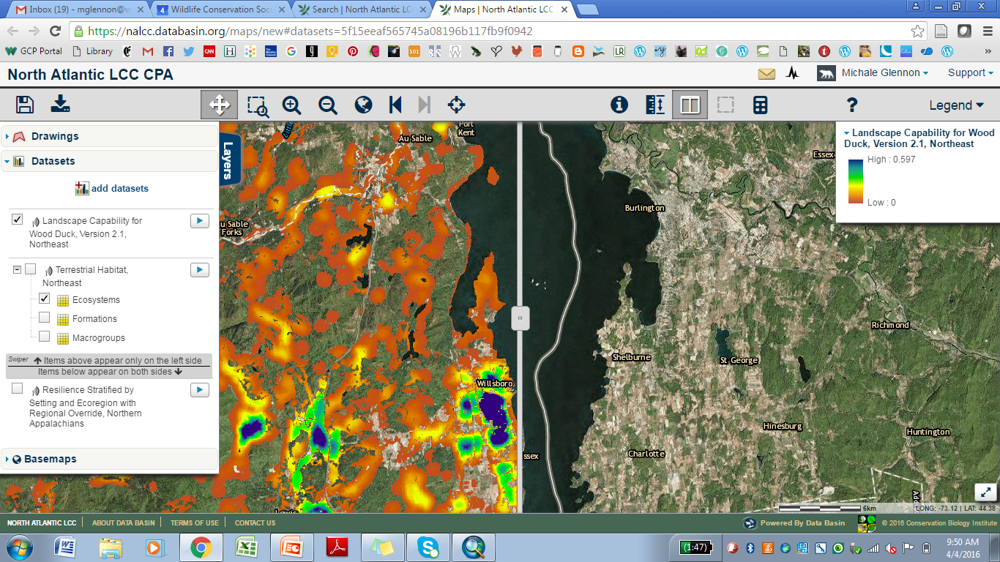 Inbox (19) - mglennon@w
4 Wildlife Conservation Soc
Search | North Atlantic LC
Maps | North Atlantic LCC
https://nalcc.databasin.org/maps/new#datasets=5f15eeaf565745a08196b117fb9f0942
GCP Portal
Library
CNN
101
LR
North Atlantic LCC CPA
Michale Glennon
Support
Legend
Drawings
Datasets
add datasets
Landscape Capability for
Wood Duck, Version 2.1,
Northeast
Terrestrial Habitat,
Northeast
Ecosystems
Formations
Macrogroups
Swiper Items above appear only on the left side
Items below appear on both sides
Resilience Stratified by
Setting and Ecoregion with
Regional Override, Northern
Appalachians
Basemaps
Layers
Port
Kent
Au Sable
Au Sable
Forks
Willsboro
Lewis
ssex
Essex
Burlington
Richmond
Shelburne
St George
Hinesburg
Huntington
Charlotte
Landscape Capability for Wood
Duck, Version 2.1, Northeast
High : 0.597
Low : 0
6km
LONG: -73.12 | LAT: 44.38
NORTH ATLANTIC LCC
ABOUT DATA BASIN
TERMS OF USE
CONTACT US
Powered By Data Basin
© 2016 Conservation Biology Institute
(1:47)
9:50 AM
4/4/2016